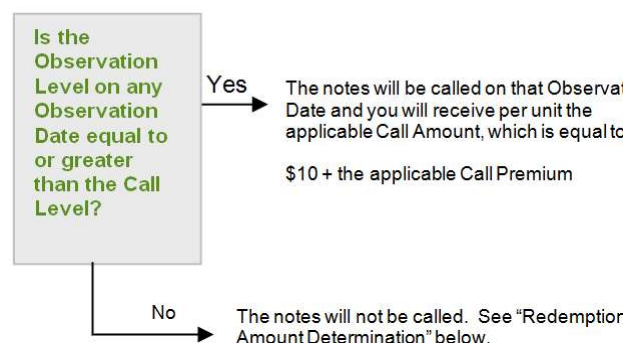 Is the
Observation
Level on any
Observation
Date equal to
or greater
than the Call
Level?
Yes
The notes will be called on that Observat
Date and you will receive per unit the
applicable Call Amount, which is equal to
$10 + the applicable Call Premium
No
The notes will not be called. See “Redemption
Amount Determination” below.